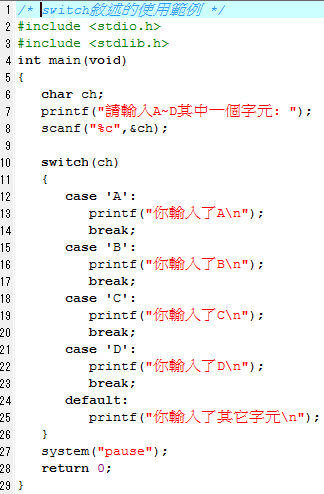 1 /* switch敘述的使用範例 */
2 #include <stdio.h>
3 #include <stdlib.h>
4 int main(void)
5 {
6 char ch;
7 printf("請輸入A~D其中一個字元: ");
8 scanf("%c",&ch);
9
10 switch(ch)
11 {
12 case 'A':
13 printf("你輸入了A\n");
14 break;
15 case 'B':
16 printf("你輸入了B\n");
17 break;
18 case 'C':
19 printf("你輸入了C\n");
20 break;
21 case 'D':
22 printf("你輸入了D\n");
23 break;
24 default:
25 printf("你輸入了其它字元\n");
26 }
27 system("pause");
28 return 0;
29 }